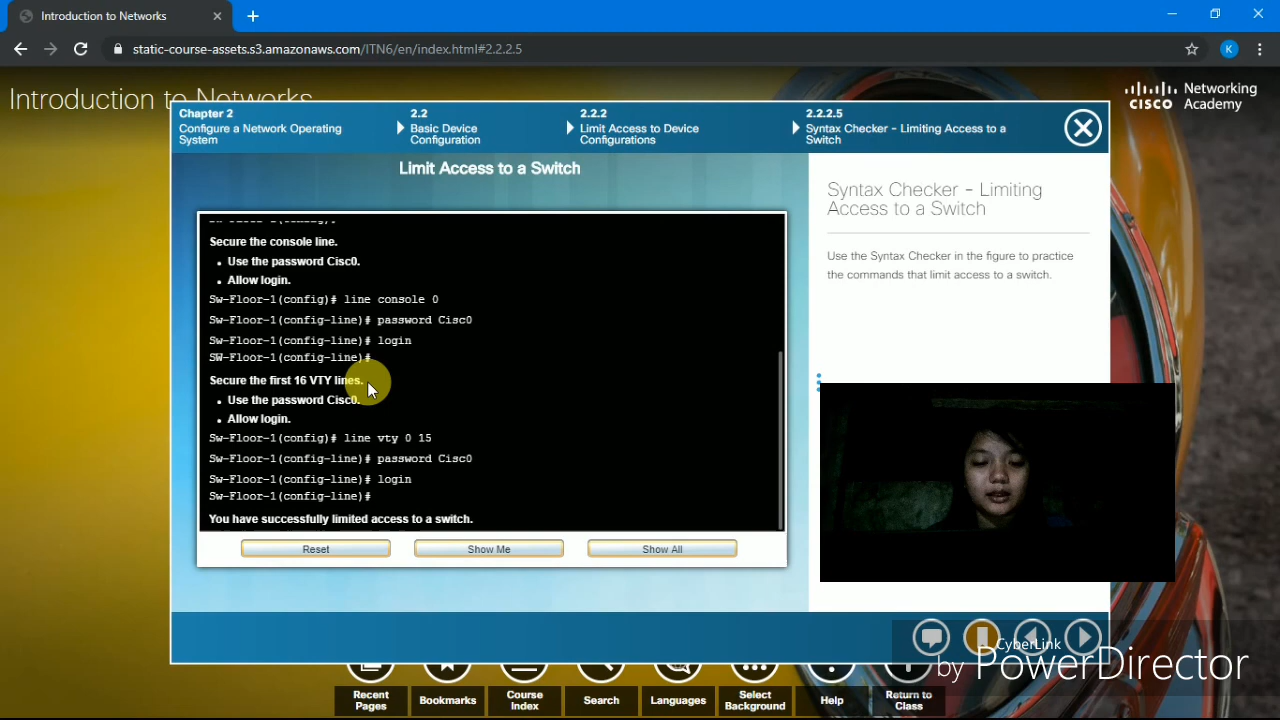 Introduction to Networks
static-course-assets.s3.amazonaws.com/ITN6/en/index.html#2.2.2.5
K
Introduction to Networks
Networking
CISCO Academy
Chapter 2
Configure a Network Operating
System
2.2
Basic Device
Configuration
2.2.2
Limit Access to Device
Configurations
2.2.2.5
Syntax Checker - Limiting Access to a
Switch
Limit Access to a Switch
Secure the console line.
• Use the password Cisc0.
• Allow login.
Sw-Floor-1(config)# line console 0
Sw-Floor-1(config-line)# password Cisc0
Sw-Floor-1(config-line)# login
SW-Floor-1(config-line)#
Secure the first 16 VTY lines.
• Use the password Cisc0.
• Allow login.
Sw-Floor-1(config)# line vty 0 15
Sw-Floor-1(config-line)# password Cisc0
Sw-Floor-1(config-line)# login
Sw-Floor-1(config-line)#
You have successfully limited access to a switch.
Reset
Show Me
Show All
Syntax Checker - Limiting
Access to a Switch
Use the Syntax Checker in the figure to practice
the commands that limit access to a switch.
Recent
Pages
Bookmarks
Course
Index
Search
Languages
Select
Background
Help
Return to
Class
CyberLink
by PowerDirector